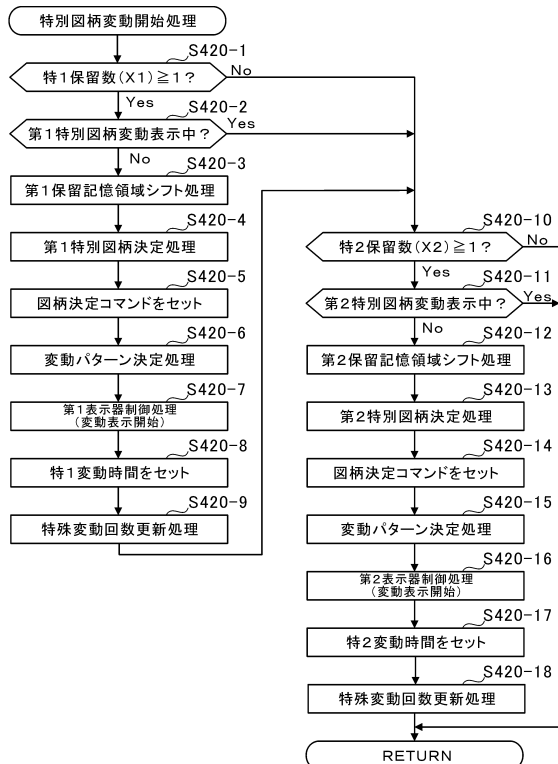 特別図柄変動開始処理
S420-1
特1保留数(X1)≧1?
No
Yes
S420-2
第1特別図柄変動表示中?
Yes
No
S420-3
第1保留記憶領域シフト処理
S420-4
第1特別図柄決定処理
S420-5
図柄決定コマンドをセット
S420-6
変動パターン決定処理
S420-7
第1表示器制御処理
(変動表示開始)
S420-8
特1変動時間をセット
S420-9
特殊変動回数更新処理
S420-10
特2保留数(X2)≧1?
No
Yes
S420-11
第2特別図柄変動表示中?
Yes
No
S420-12
第2保留記憶領域シフト処理
S420-13
第2特別図柄決定処理
S420-14
図柄決定コマンドをセット
S420-15
変動パターン決定処理
S420-16
第2表示器制御処理
(変動表示開始)
S420-17
特2変動時間をセット
S420-18
特殊変動回数更新処理
RETURN